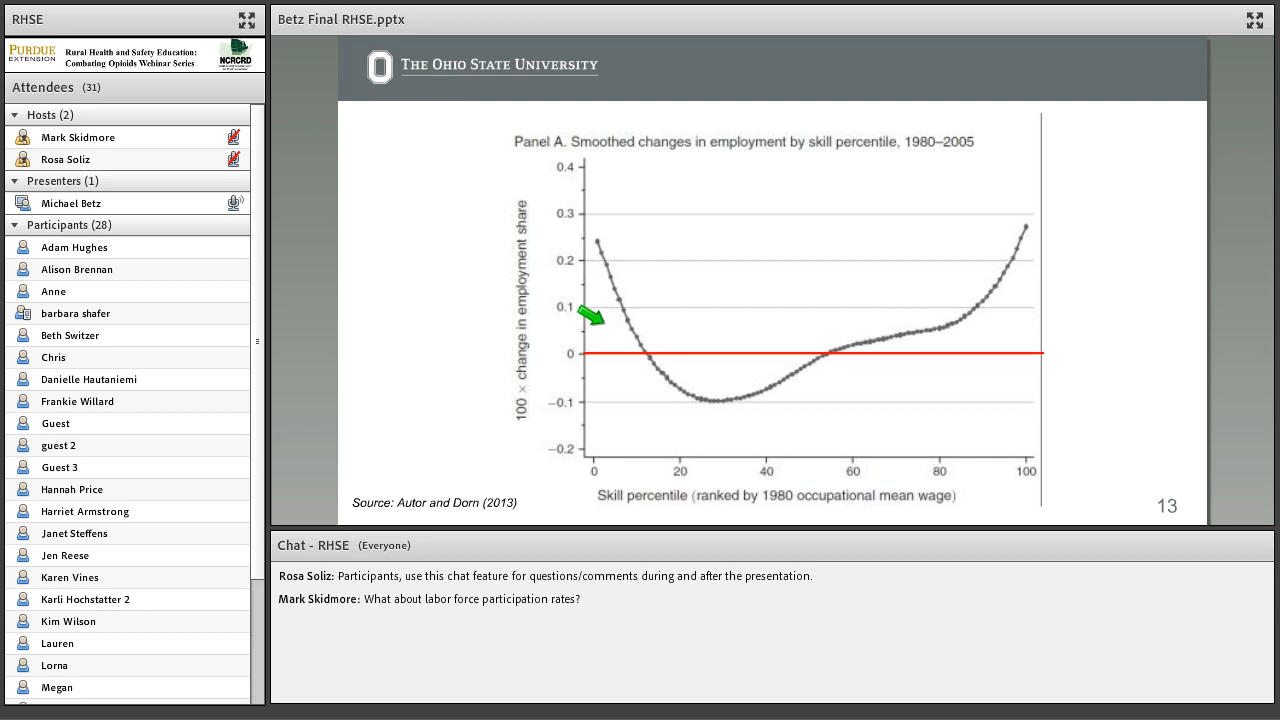 RHSE
PURDUE
EXTENSION
Rural Health and Safety Education:
Combating Opioids Webinar Series
NCRCRD
Attendees (31)
Hosts (2)
Mark Skidmore
Rosa Soliz
Presenters (1)
Michael Betz
Participants (28)
Adam Hughes
Alison Brennan
Anne
barbara shafer
Beth Switzer
Chris
Danielle Hautaniemi
Frankie Willard
Guest
guest 2
Guest 3
Hannah Price
Harriet Armstrong
Janet Steffens
Jen Reese
Karen Vines
Karli Hochstatter 2
Kim Wilson
Lauren
Lorna
Megan
Betz Final RHSE.pptx
THE OHIO STATE UNIVERSITY
Panel A. Smoothed changes in employment by skill percentile, 1980–2005
100 × change in employment share
0.4
0.3
0.2
0.1
0
−0.1
−0.2
0 20 40 60 80 100
Skill percentile (ranked by 1980 occupational mean wage)
Source: Autor and Dorn (2013)
13
Chat - RHSE (Everyone)
Rosa Soliz: Participants, use this chat feature for questions/comments during and after the presentation.
Mark Skidmore: What about labor force participation rates?